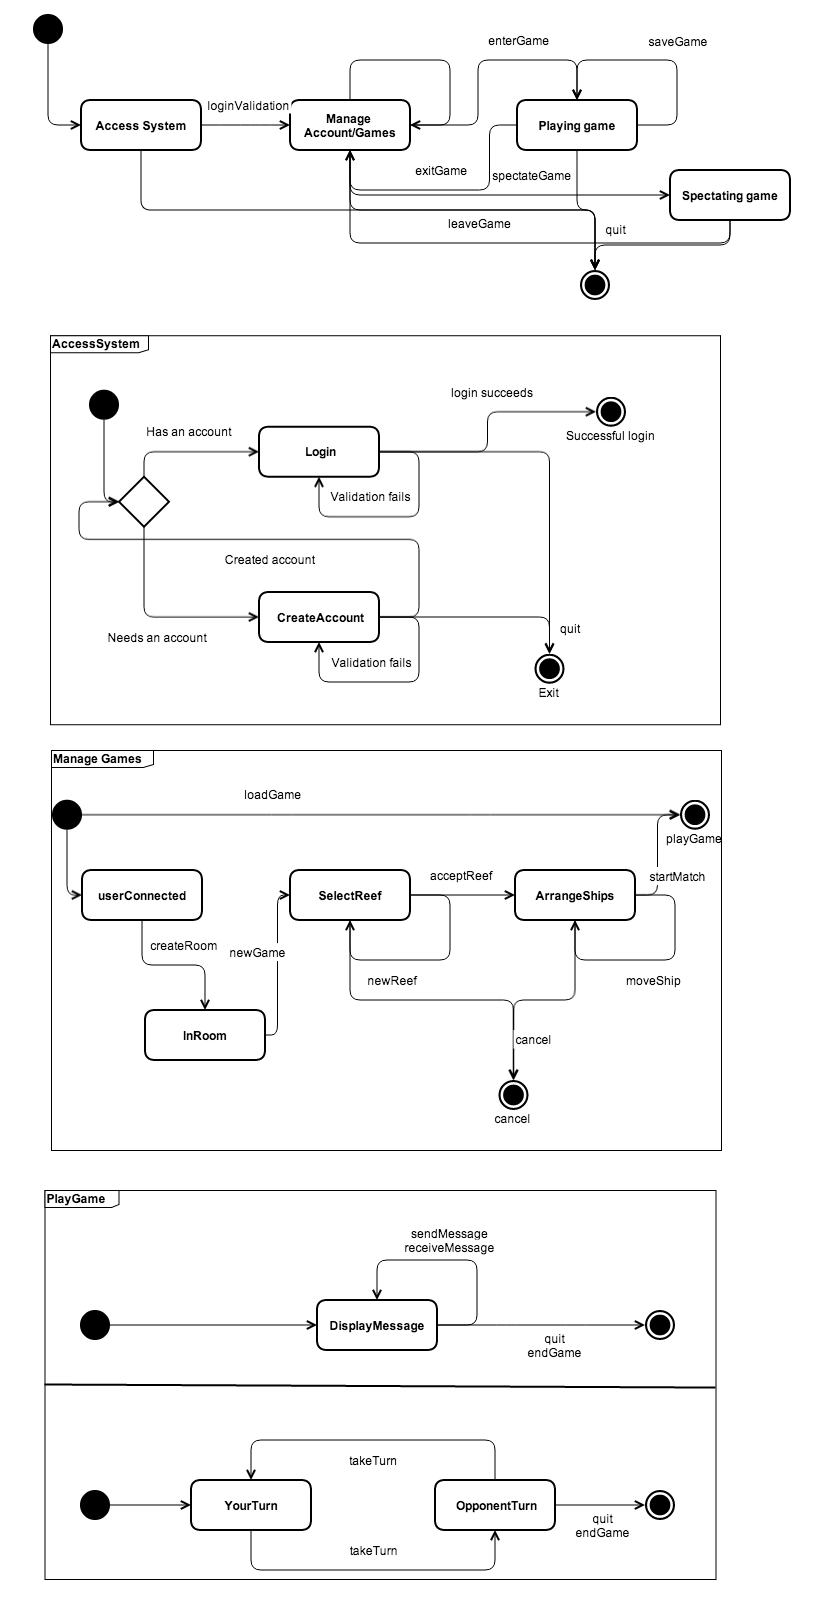 enterGame
saveGame
loginValidation
Access System
Manage
Account/Games
Playing game
exitGame
spectateGame
Spectating game
leaveGame
quit
AccessSystem
login succeeds
Has an account
Successful login
Login
Validation fails
Created account
CreateAccount
Needs an account
quit
Validation fails
Exit
Manage Games
loadGame
playGame
acceptReef
startMatch
userConnected
SelectReef
ArrangeShips
createRoom
newGame
newReef
moveShip
InRoom
cancel
cancel
PlayGame
sendMessage
receiveMessage
DisplayMessage
quit
endGame
takeTurn
YourTurn
OpponentTurn
quit
endGame
takeTurn